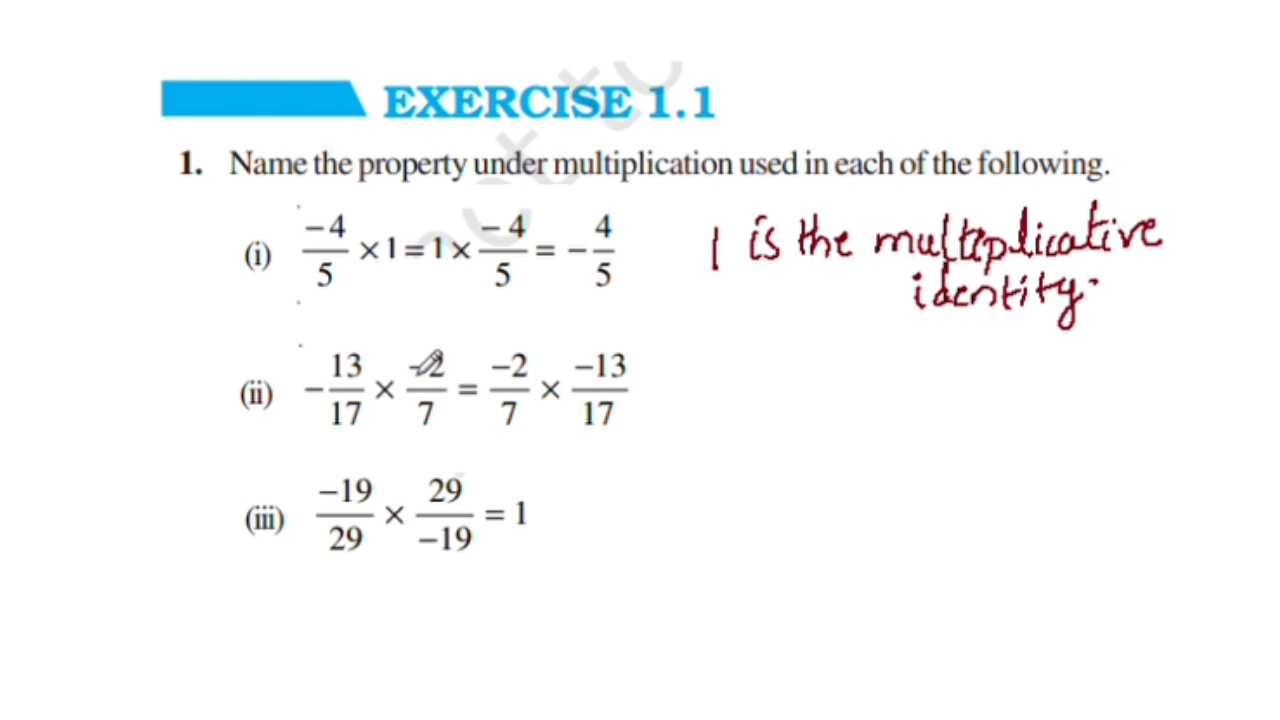 EXERCISE 1.1
1. Name the property under multiplication used in each of the following.
(i) −4/5 × 1 = 1 × −4/5 = −4/5
1 is the multiplicative
identity.
(ii) −13/17 × −2/7 = −2/7 × −13/17
(iii) −19/29 × 29/−19 = 1